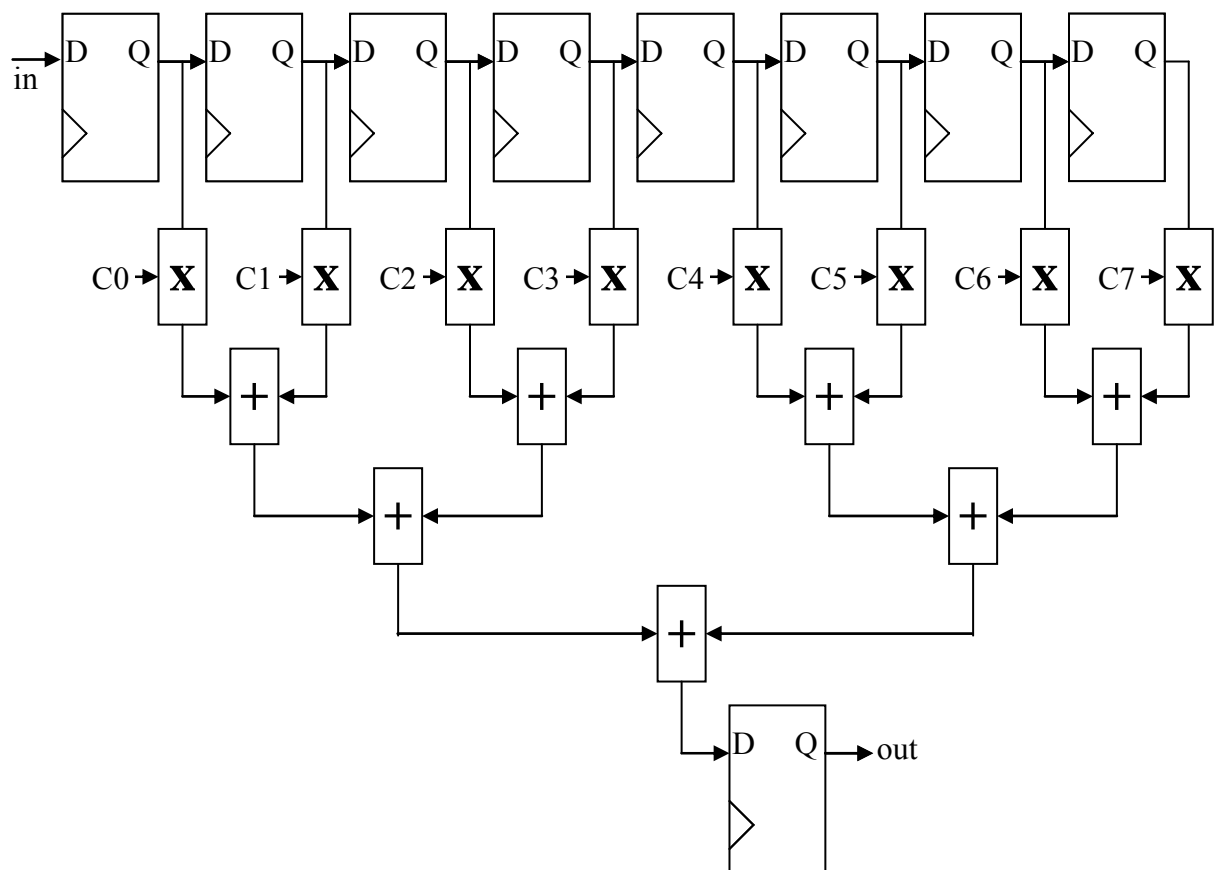 D Q D Q D Q D Q D Q D Q D Q D Q
in
C0 x C1 x C2 x C3 x C4 x C5 x C6 x C7 x
+ + + +
+ +
+
D Q out